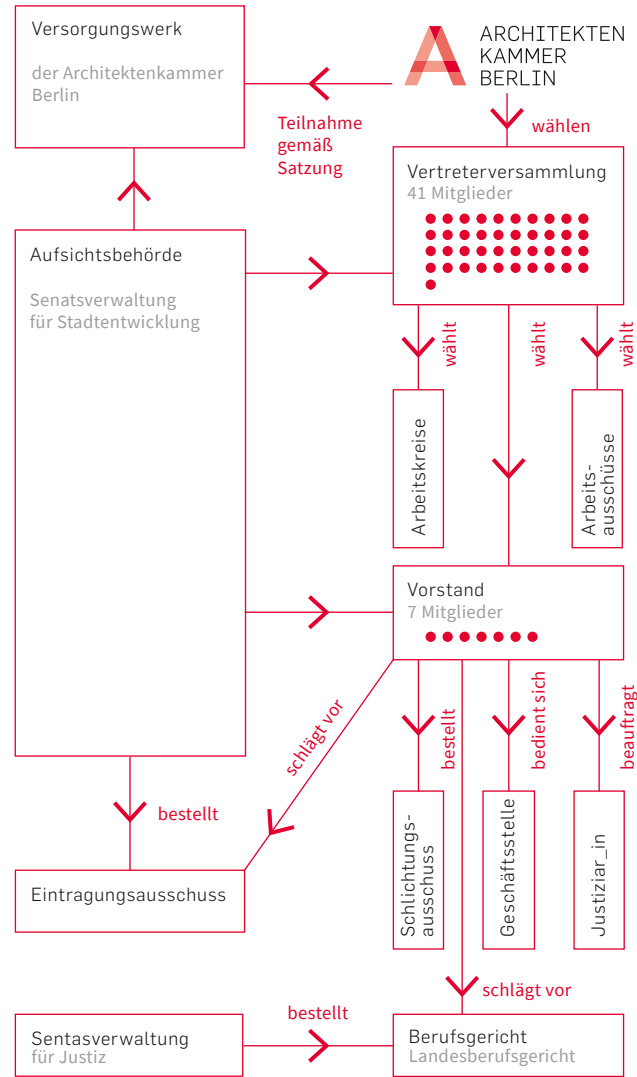 Versorgungswerk
der Architektenkammer
Berlin
ARCHITEKTEN
KAMMER
BERLIN
Teilnahme
gemäß
Satzung
wählen
Vertreterversammlung
41 Mitglieder
Aufsichtsbehörde
Senatsverwaltung
für Stadtentwicklung
wählt
wählt
wählt
Arbeitskreise
Arbeits-
ausschüsse
Vorstand
7 Mitglieder
schlägt vor
bestellt
bedient sich
beauftragt
bestellt
Schlichtungs-
ausschuss
Geschäftsstelle
Justiziar_in
Eintragungsausschuss
schlägt vor
bestellt
Sentasverwaltung
für Justiz
Berufsgericht
Landesberufsgericht